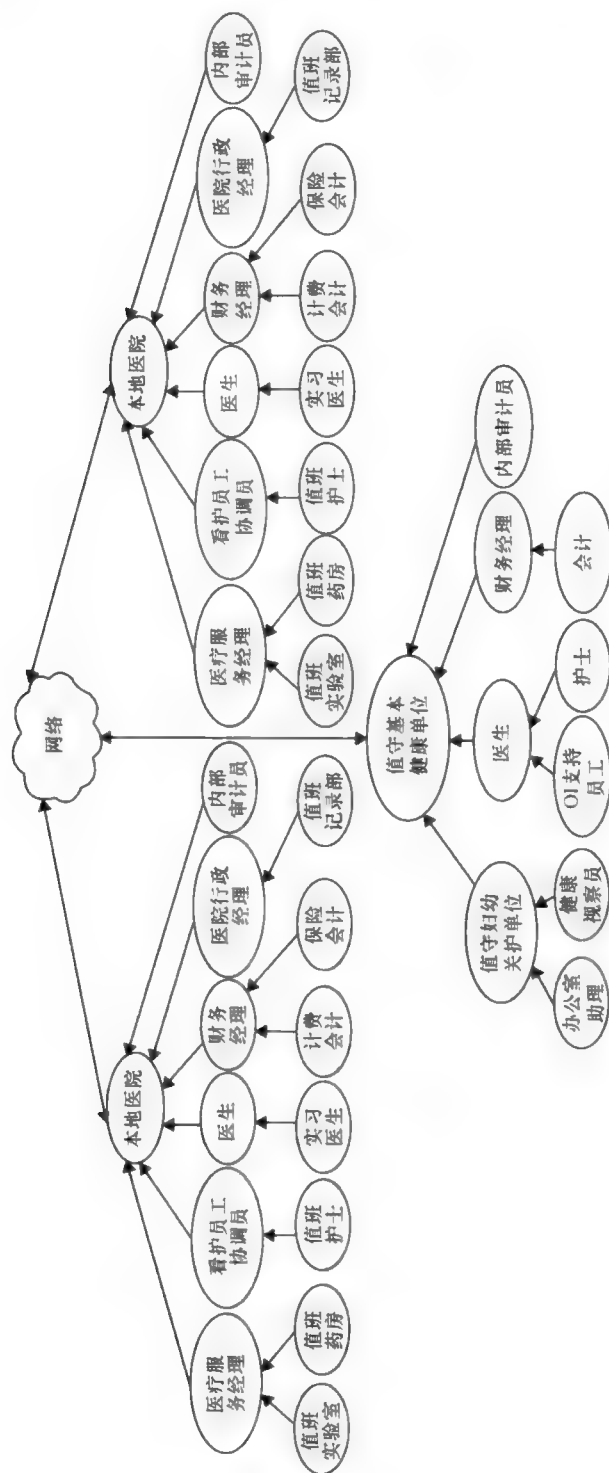 网络
本地医院
医疗服
务经理
看护员工
协调员
医生
财务
经理
医院行政
经理
内部
审计员
值班
实验室
值班
药房
值班
护士
实习
医生
计费
会计
保险
会计
值班
记录部
本地医院
医疗服
务经理
看护员工
协调员
医生
财务
经理
医院行政
经理
内部
审计员
值班
实验室
值班
药房
值班
护士
实习
医生
计费
会计
保险
会计
值班
记录部
值守基本
健康单位
值守妇幼
关护单位
医生
财务经理
内部审计员
办公室
助理
健康
视察员
OI支持
员工
护士
会计